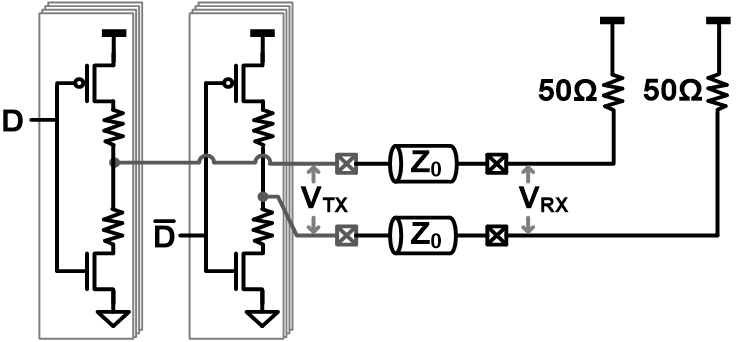 50Ω 50Ω
D
Z₀
V_TX V_RX
D̅
Z₀